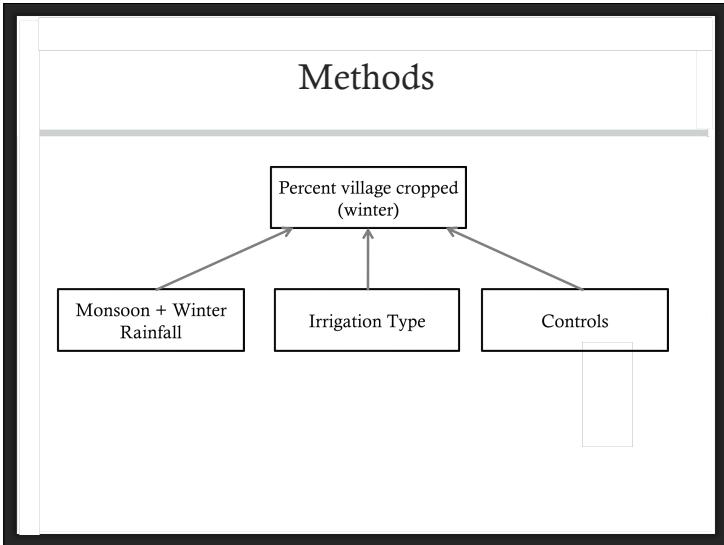 Methods
Percent village cropped
(winter)
Monsoon + Winter
Rainfall
Irrigation Type
Controls